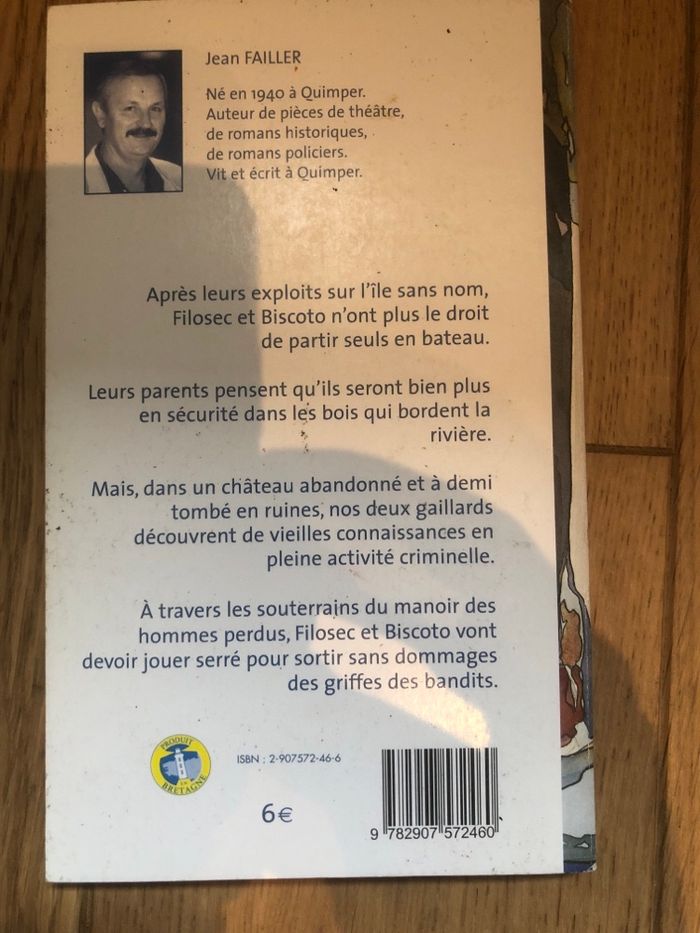 Jean FAILLER
Né en 1940 à Quimper.
Auteur de pièces de théâtre,
de romans historiques,
de romans policiers.
Vit et écrit à Quimper.
Après leurs exploits sur l'île sans nom,
Filosec et Biscoto n'ont plus le droit
de partir seuls en bateau.
Leurs parents pensent qu'ils seront bien plus
en sécurité dans les bois qui bordent la
rivière.
Mais, dans un château abandonné et à demi
tombé en ruines, nos deux gaillards
découvrent de vieilles connaissances en
pleine activité criminelle.
À travers les souterrains du manoir des
hommes perdus, Filosec et Biscoto vont
devoir jouer serré pour sortir sans dommages
des griffes des bandits.
PRODUIT
EN
BRETAGNE
ISBN : 2-907572-46-6
6€
9 782907 572460